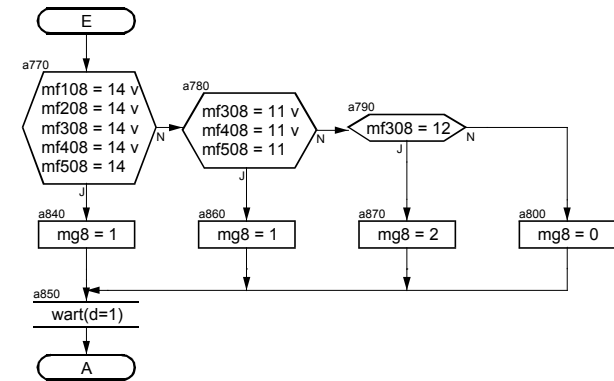 E
a770
mf108 = 14 v
mf208 = 14 v
mf308 = 14 v
mf408 = 14 v
mf508 = 14
N
J
a780
mf308 = 11 v
mf408 = 11 v
mf508 = 11
N
J
a790
mf308 = 12
N
J
a840
mg8 = 1
a860
mg8 = 1
a870
mg8 = 2
a800
mg8 = 0
a850
wart(d=1)
A